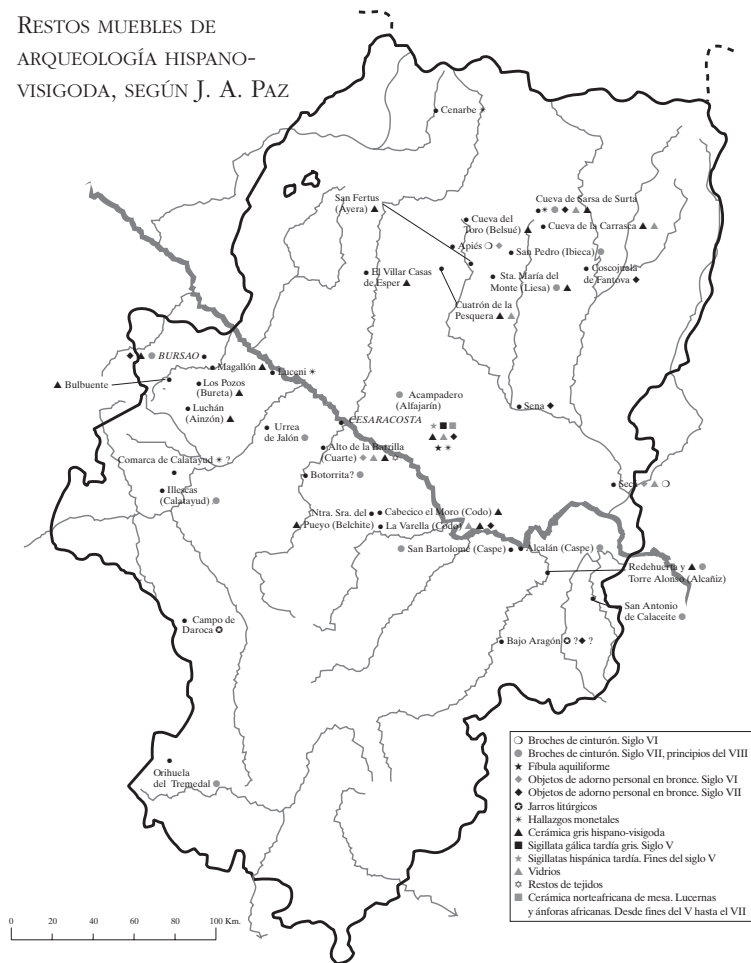 RESTOS MUEBLES DE
ARQUEOLOGÍA HISPANO-
VISIGODA, SEGÚN J. A. PAZ
Cenarbe
San Fertus
(Ayera)
Cueva de Sarsa de Surta
Cueva del
Toro (Belsué)
Cueva de la Carrasca
Apiés
San Pedro (Ibieca)
El Villar Casas
de Esper
Sta. María del
Monte (Liesa)
Coscojuela
de Fantova
Cuatrón de la
Pesquera
BURSAO
Magallón
Luceni
Bulbuente
Los Pozos
(Bureta)
Luchán
(Ainzón)
Acampadero
(Alfajarín)
Sena
Urrea
de Jalón
CESARACOSTA
Alto de la Barrilla
(Cuarte)
Comarca de Calatayud ?
Botorrita?
Illescas
(Calatayud)
Seca
Ntra. Sra. del
Pueyo (Belchite)
Cabecico el Moro (Codo)
La Varella (Codo)
San Bartolomé (Caspe)
Alcalán (Caspe)
Redehuerta y
Torre Alonso (Alcañiz)
San Antonio
de Calaceite
Campo de
Daroca
Bajo Aragón ? ?
Orihuela
del Tremedal
Broches de cinturón. Siglo VI
Broches de cinturón. Siglo VII, principios del VIII
Fíbula aquiliforme
Objetos de adorno personal en bronce. Siglo VI
Objetos de adorno personal en bronce. Siglo VII
Jarros litúrgicos
Hallazgos monetales
Cerámica gris hispano-visigoda
Sigillata gálica tardía gris. Siglo V
Sigillatas hispánica tardía. Fines del siglo V
Vidrios
Restos de tejidos
Cerámica norteafricana de mesa. Lucernas
y ánforas africanas. Desde fines del V hasta el VII
0 20 40 60 80 100 Km.